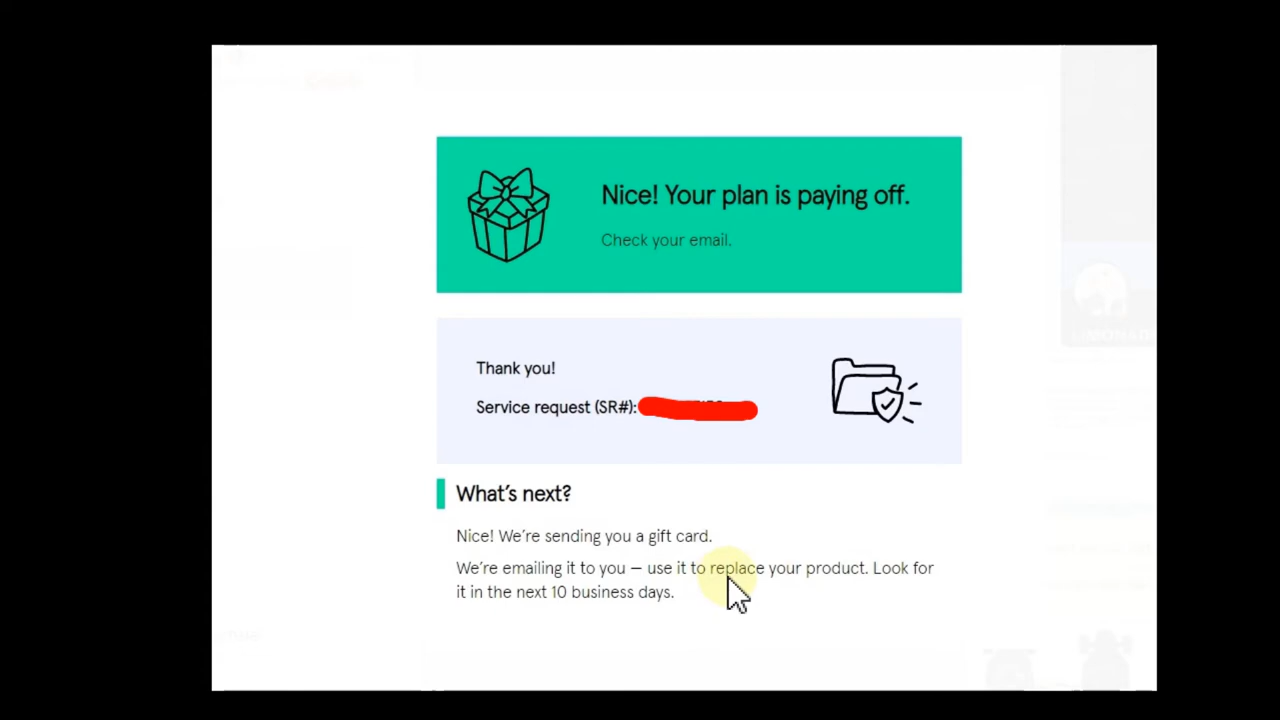 Nice! Your plan is paying off.
Check your email.
Thank you!
Service request (SR#):
What's next?
Nice! We're sending you a gift card.
We're emailing it to you — use it to replace your product. Look for
it in the next 10 business days.